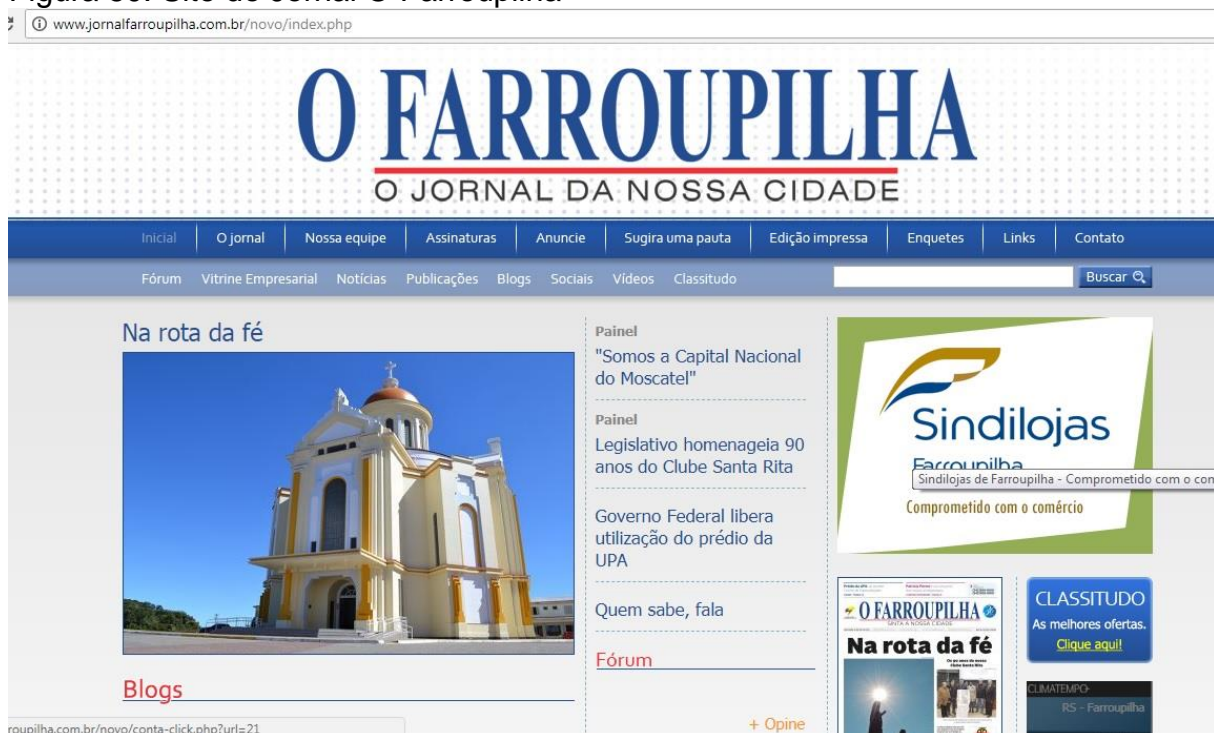 www.jornalfarroupilha.com.br/novo/index.php
O FARROUPILHA
O JORNAL DA NOSSA CIDADE
Inicial O jornal Nossa equipe Assinaturas Anuncie Sugira uma pauta Edição impressa Enquetes Links Contato
Fórum Vitrine Empresarial Notícias Publicações Blogs Sociais Vídeos Classitudo Buscar
Na rota da fé
Blogs
Painel
"Somos a Capital Nacional
do Moscatel"
Painel
Legislativo homenageia 90
anos do Clube Santa Rita
Governo Federal libera
utilização do prédio da
UPA
Quem sabe, fala
Fórum
+ Opine
Sindilojas
Farroupilha
Sindilojas de Farroupilha - Comprometido com o
Comprometido com o comércio
O FARROUPILHA
SINTA A NOSSA CIDADE
Na rota da fé
CLASSITUDO
As melhores ofertas.
Clique aqui!
CLIMATEMPO
RS - Farroupilha
roupilha.com.br/novo/conta-click.php?url=21